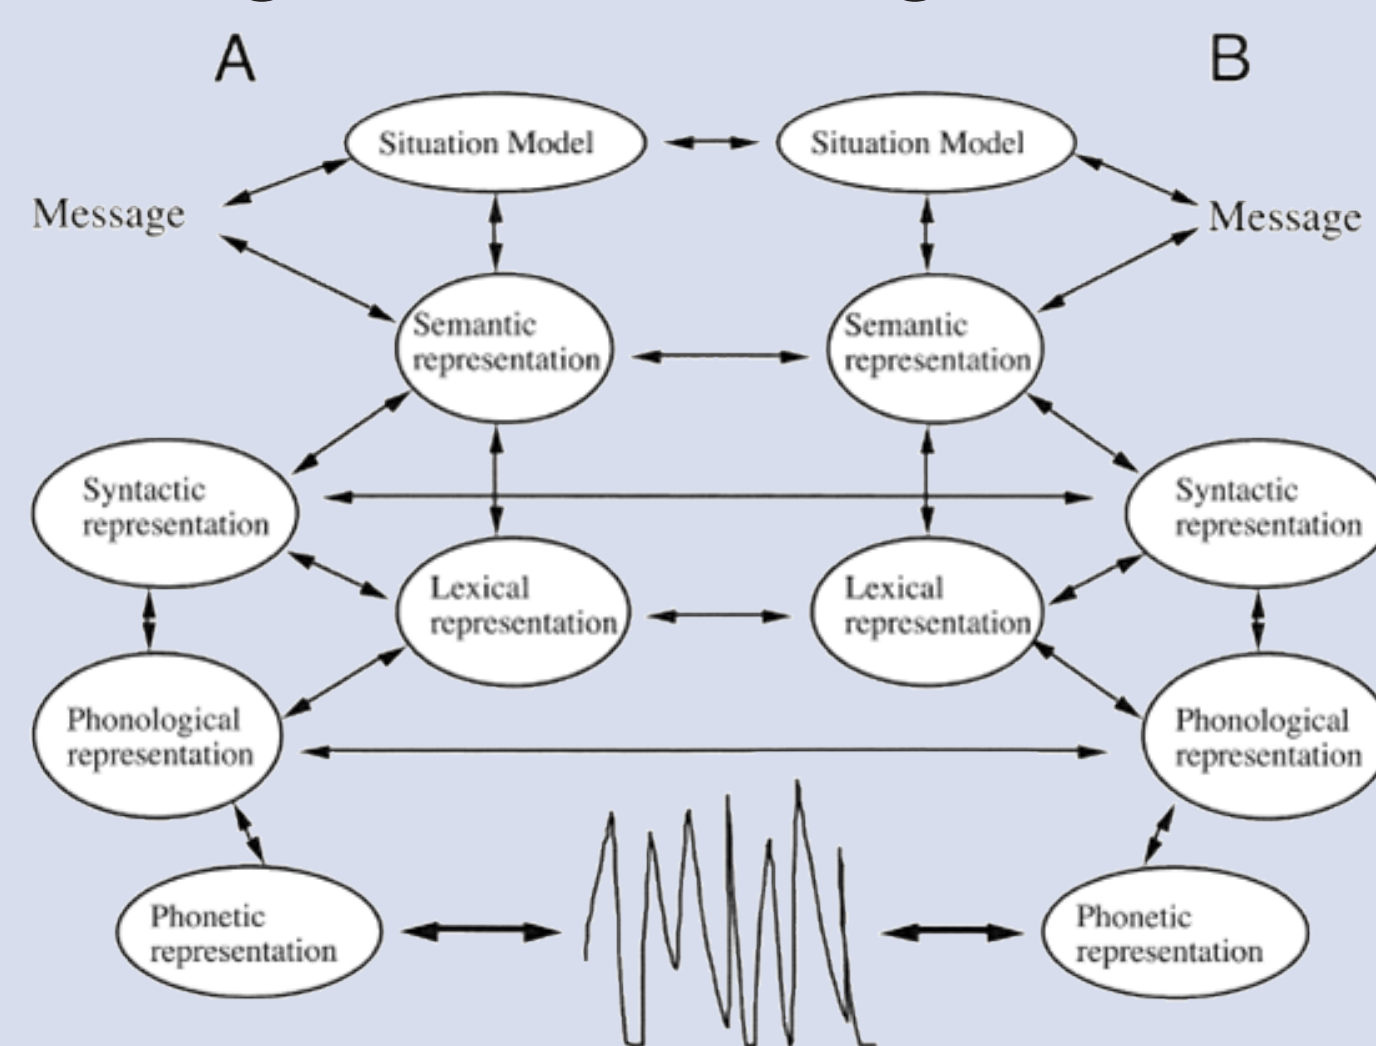 A
B
Situation Model
Situation Model
Message
Message
Semantic
representation
Semantic
representation
Syntactic
representation
Syntactic
representation
Lexical
representation
Lexical
representation
Phonological
representation
Phonological
representation
Phonetic
representation
Phonetic
representation